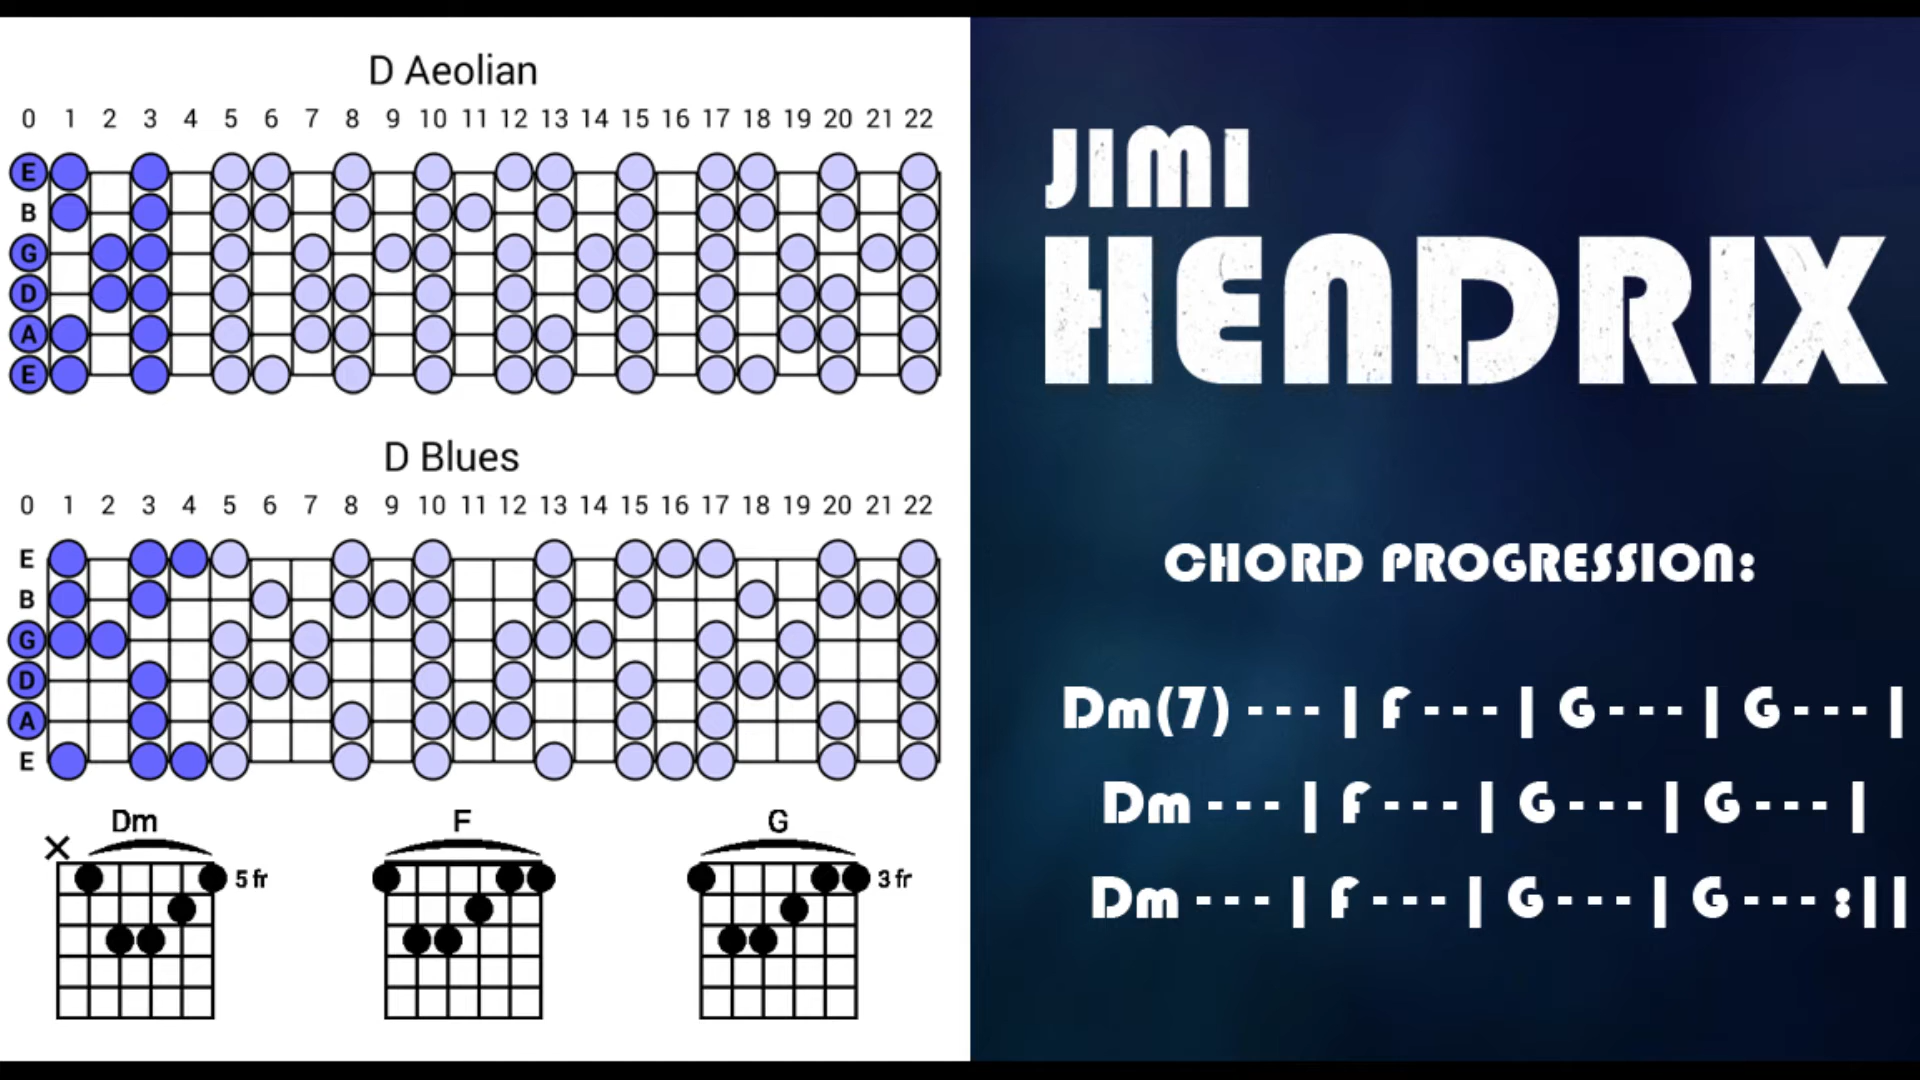 D Aeolian
0 1 2 3 4 5 6 7 8 9 10 11 12 13 14 15 16 17 18 19 20 21 22
E
B
G
D
A
E
D Blues
0 1 2 3 4 5 6 7 8 9 10 11 12 13 14 15 16 17 18 19 20 21 22
E
B
G
D
A
E
Dm
X
5 fr
F
G
3 fr
JIMI
HENDRIX
CHORD PROGRESSION:
Dm(7) - - - | F - - - | G - - - | G - - - |
Dm - - - | F - - - | G - - - | G - - - |
Dm - - - | F - - - | G - - - | G - - - :||